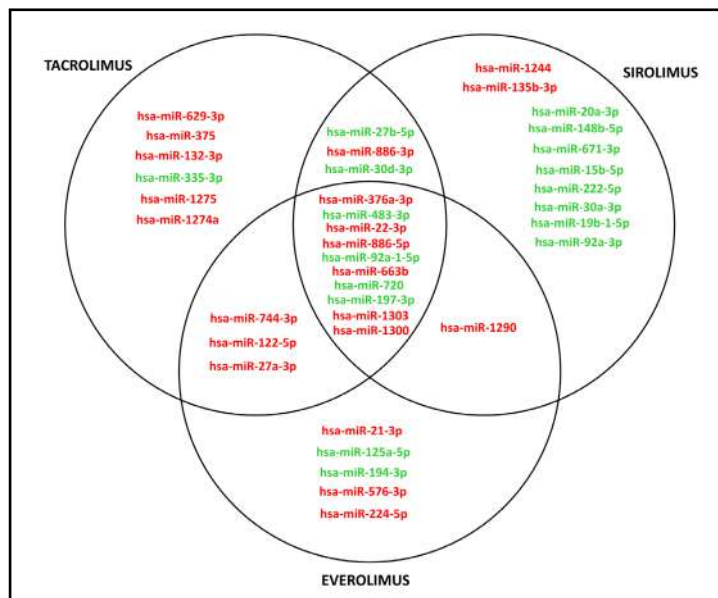 TACROLIMUS
hsa-miR-629-3p
hsa-miR-375
hsa-miR-132-3p
hsa-miR-335-3p
hsa-miR-1275
hsa-miR-1274a
hsa-miR-27b-5p
hsa-miR-886-3p
hsa-miR-30d-3p
SIROLIMUS
hsa-miR-1244
hsa-miR-135b-3p
hsa-miR-20a-3p
hsa-miR-148b-5p
hsa-miR-671-3p
hsa-miR-15b-5p
hsa-miR-222-5p
hsa-miR-30a-3p
hsa-miR-19b-1-5p
hsa-miR-92a-3p
hsa-miR-376a-3p
hsa-miR-483-3p
hsa-miR-22-3p
hsa-miR-886-5p
hsa-miR-92a-1-5p
hsa-miR-663b
hsa-miR-720
hsa-miR-197-3p
hsa-miR-1303
hsa-miR-1300
hsa-miR-744-3p
hsa-miR-122-5p
hsa-miR-27a-3p
hsa-miR-1290
hsa-miR-21-3p
hsa-miR-125a-5p
hsa-miR-194-3p
hsa-miR-576-3p
hsa-miR-224-5p
EVEROLIMUS